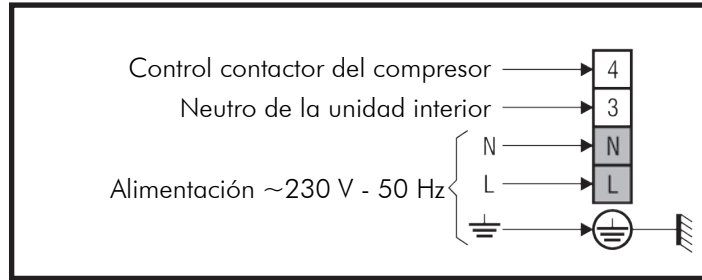 Control contactor del compresor 4
Neutro de la unidad interior 3
N N
Alimentación ~230 V - 50 Hz L L